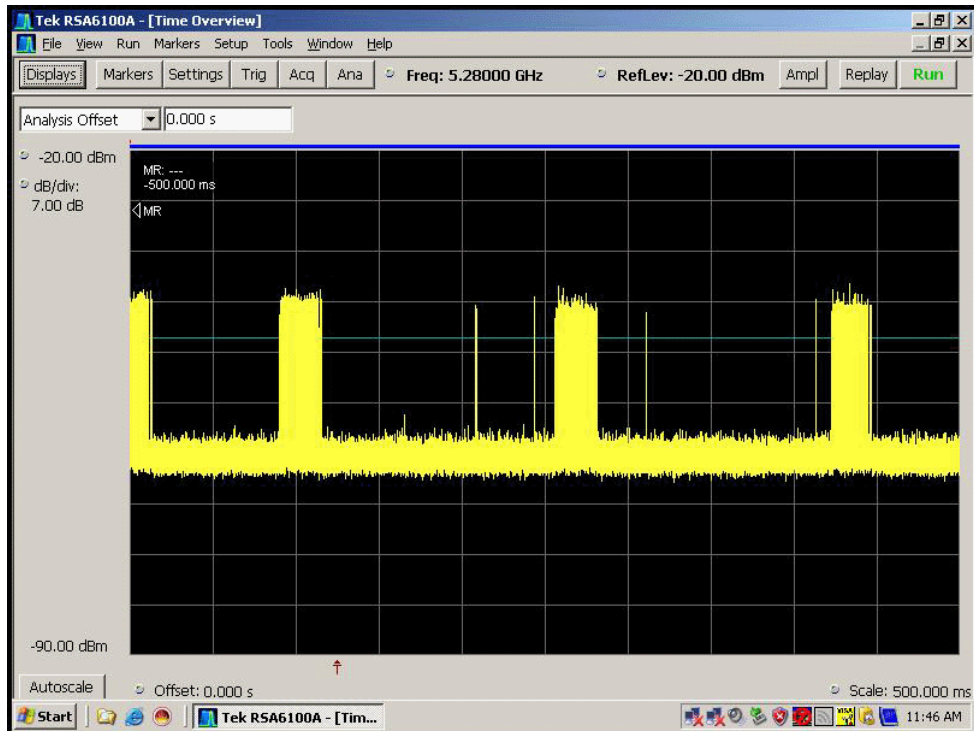 Tek RSA6100A - [Time Overview]
File View Run Markers Setup Tools Window Help
Displays Markers Settings Trig Acq Ana Freq: 5.28000 GHz RefLev: -20.00 dBm Ampl Replay Run
Analysis Offset 0.000 s
-20.00 dBm
dB/div:
7.00 dB
MR: ---
-500.000 ms
MR
-90.00 dBm
Autoscale Offset: 0.000 s Scale: 500.000 ms
Start Tek RSA6100A - [Tim... VISA 11:46 AM